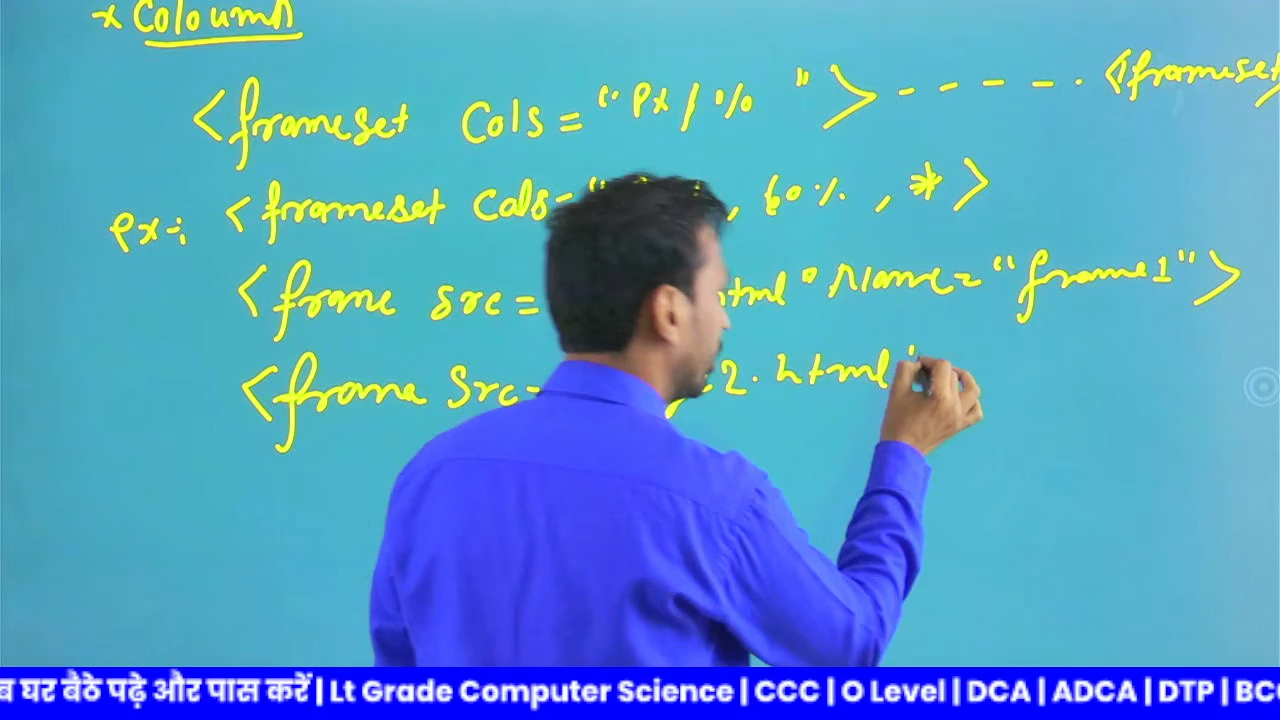 x Coloumn
<frameset Cols = "Px / % "> - - - - . <frameset>
Px-: <frameset Cols= " , 60% , * >
<frame src = html" Name = "frame1">
<frame Src= 2.html"
ब घर बैठे पढ़े और पास करें | Lt Grade Computer Science | CCC | O Level | DCA | ADCA | DTP | BC